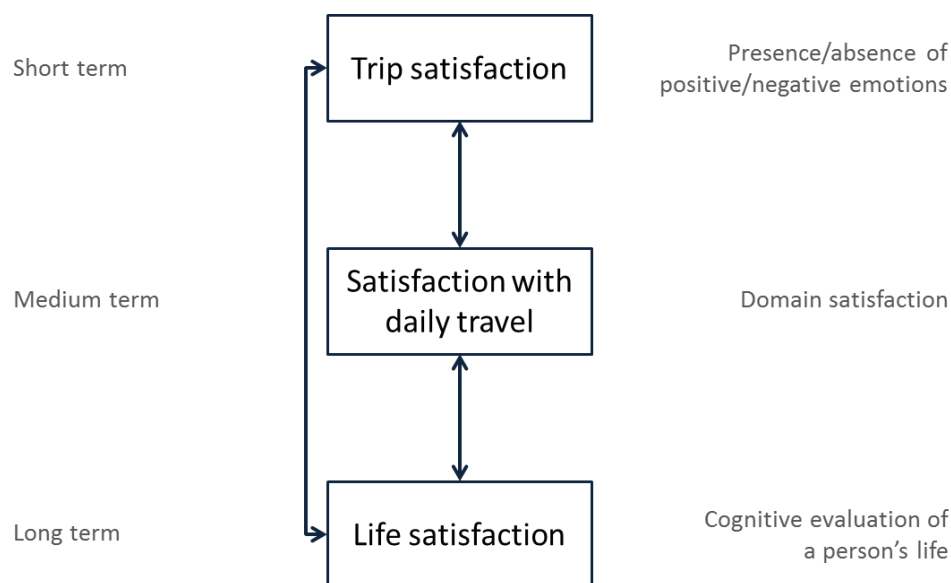 Short term
Trip satisfaction
Presence/absence of
positive/negative emotions
Medium term
Satisfaction with
daily travel
Domain satisfaction
Long term
Life satisfaction
Cognitive evaluation of
a person's life